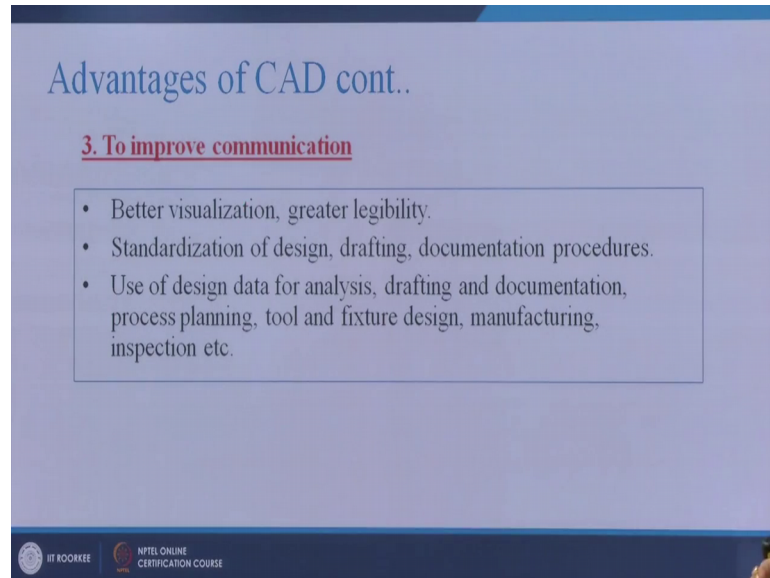 Advantages of CAD cont..
3. To improve communication
• Better visualization, greater legibility.
• Standardization of design, drafting, documentation procedures.
• Use of design data for analysis, drafting and documentation,
process planning, tool and fixture design, manufacturing,
inspection etc.
IIT ROORKEE
NPTEL ONLINE
CERTIFICATION COURSE
NPTEL